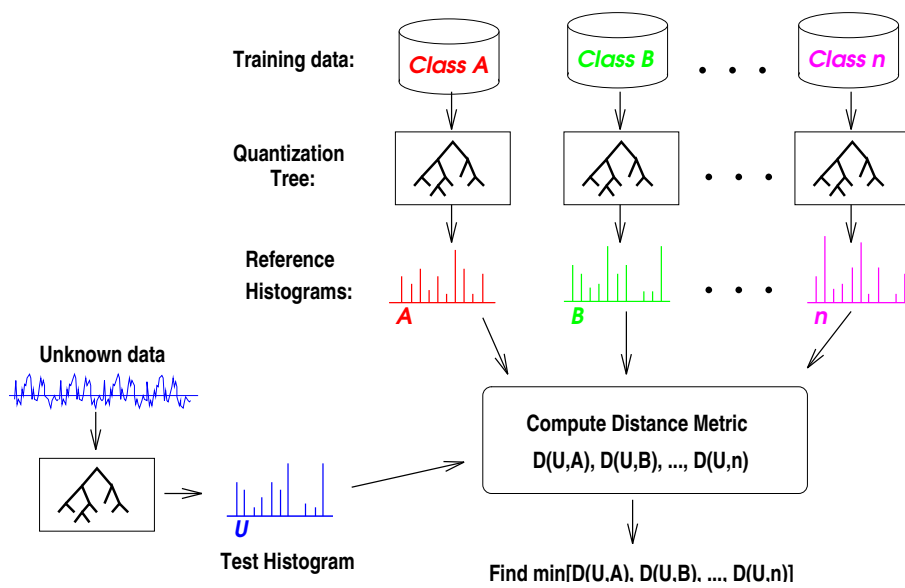 Training data:
Class A
Class B
. . .
Class n
Quantization
Tree:
. . .
Reference
Histograms:
A
B
. . .
n
Unknown data
Compute Distance Metric
D(U,A), D(U,B), ..., D(U,n)
U
Test Histogram
Find min[D(U,A), D(U,B), ..., D(U,n)]